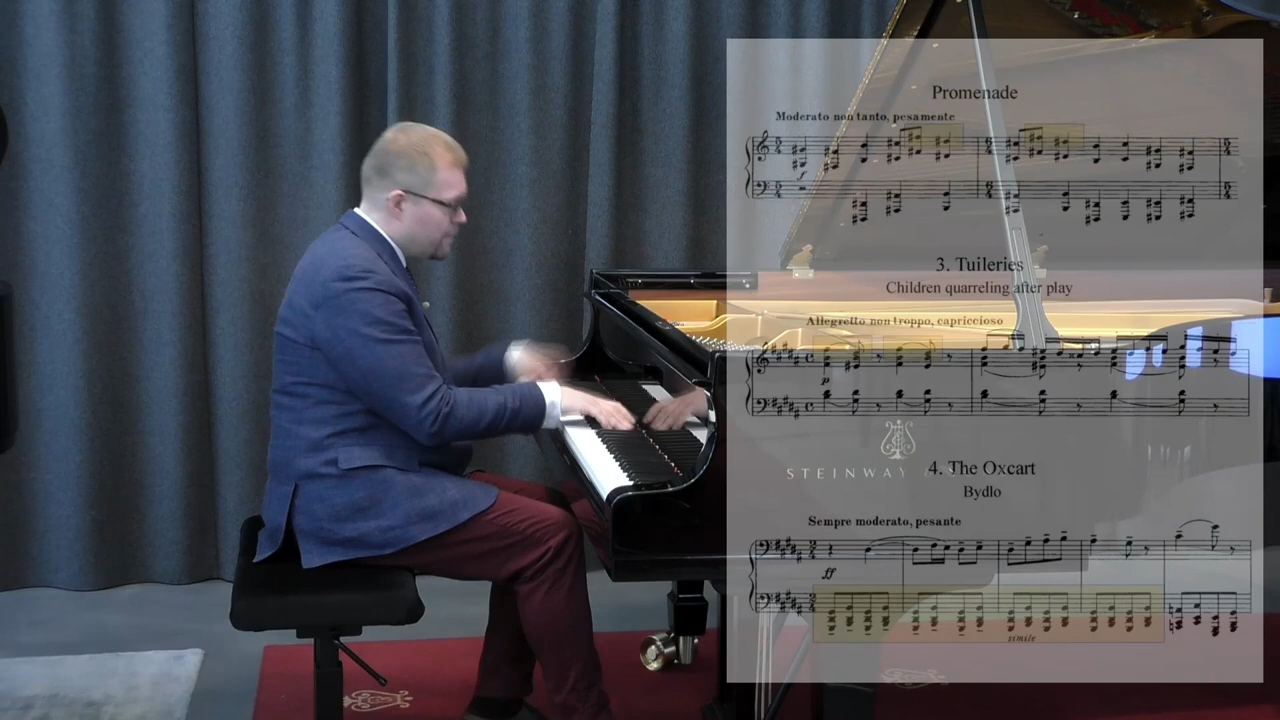 Promenade
Moderato non tanto, pesamente
f
3. Tuileries
Children quarreling after play
Allegretto non troppo, capriccioso
p
STEINWAY
4. The Oxcart
Bydlo
Sempre moderato, pesante
ff
simile